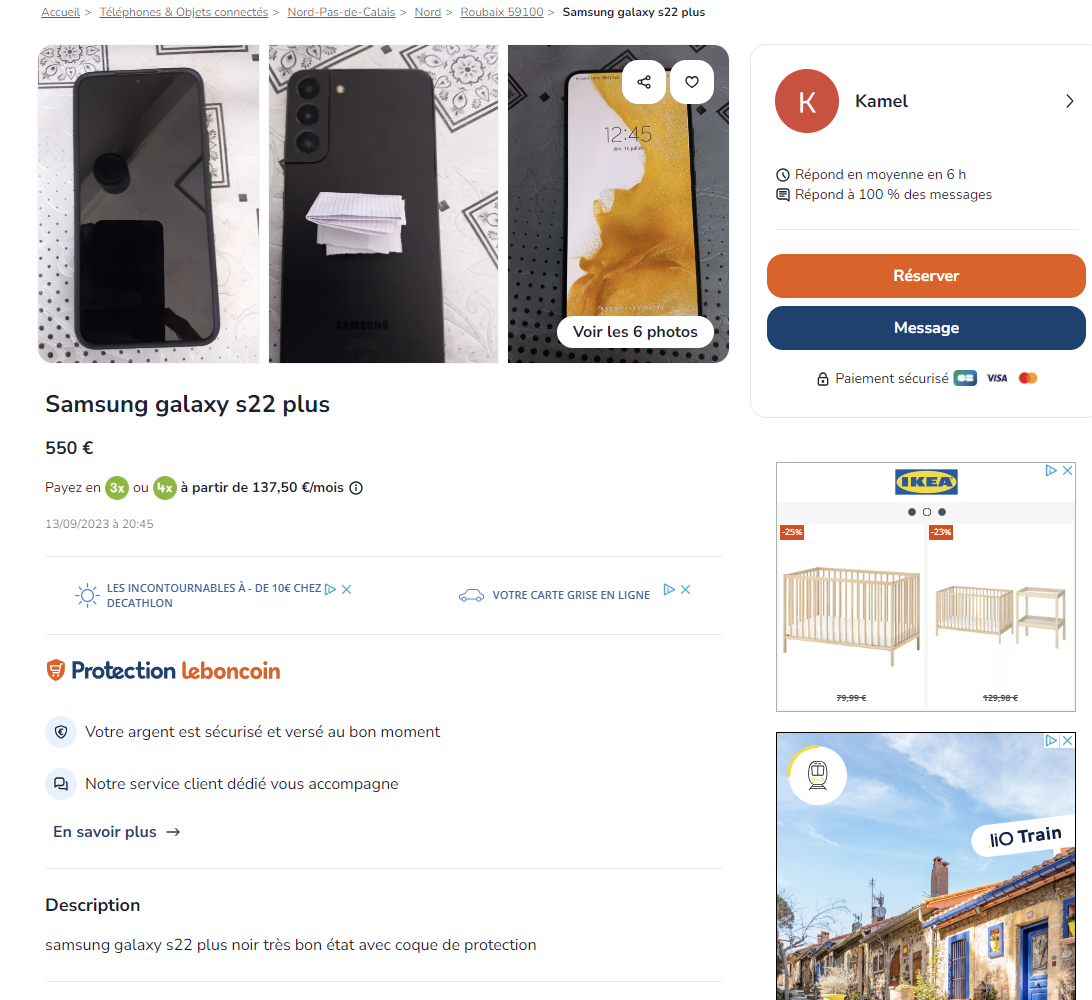 Accueil > Téléphones & Objets connectés > Nord-Pas-de-Calais > Nord > Roubaix 59100 > Samsung galaxy s22 plus
12:45
dim. 16 juillet
SAMSUNG
Voir les 6 photos
K
Kamel
Répond en moyenne en 6 h
Répond à 100 % des messages
Réserver
Message
Paiement sécurisé CB VISA
Samsung galaxy s22 plus
550 €
Payez en 3x ou 4x à partir de 137,50 €/mois
13/09/2023 à 20:45
LES INCONTOURNABLES À - DE 10€ CHEZ
DECATHLON
VOTRE CARTE GRISE EN LIGNE
Protection leboncoin
Votre argent est sécurisé et versé au bon moment
Notre service client dédié vous accompagne
En savoir plus →
Description
samsung galaxy s22 plus noir très bon état avec coque de protection
IKEA
-25%
-23%
79,99 €
129,98 €
liO Train